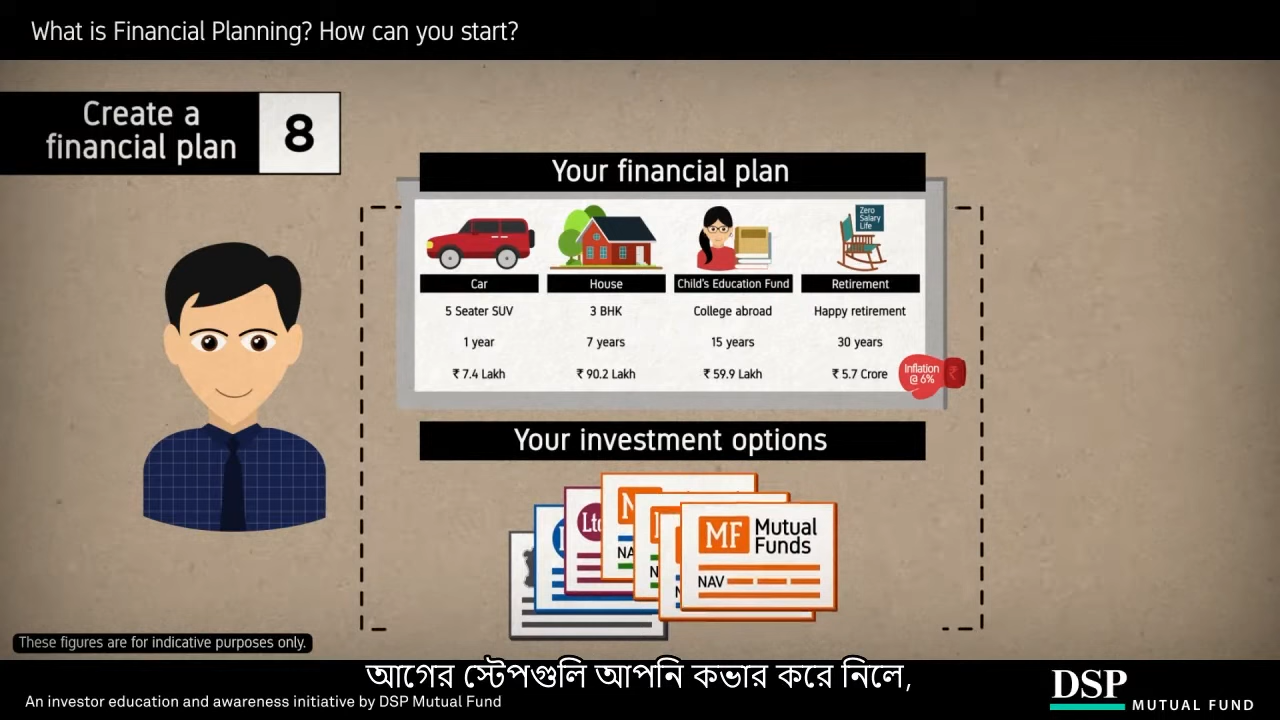 What is Financial Planning? How can you start?
Create a
financial plan
8
Your financial plan
Zero
Salary
Life
Car
House
Child's Education Fund
Retirement
5 Seater SUV
3 BHK
College abroad
Happy retirement
1 year
7 years
15 years
30 years
₹ 7.4 Lakh
₹ 90.2 Lakh
₹ 59.9 Lakh
₹ 5.7 Crore
Inflation
@ 6%
₹
Your investment options
MF Mutual
Funds
NAV
These figures are for indicative purposes only.
আগের স্টেপগুলি আপনি কভার করে নিলে,
An investor education and awareness initiative by DSP Mutual Fund
DSP
MUTUAL FUND